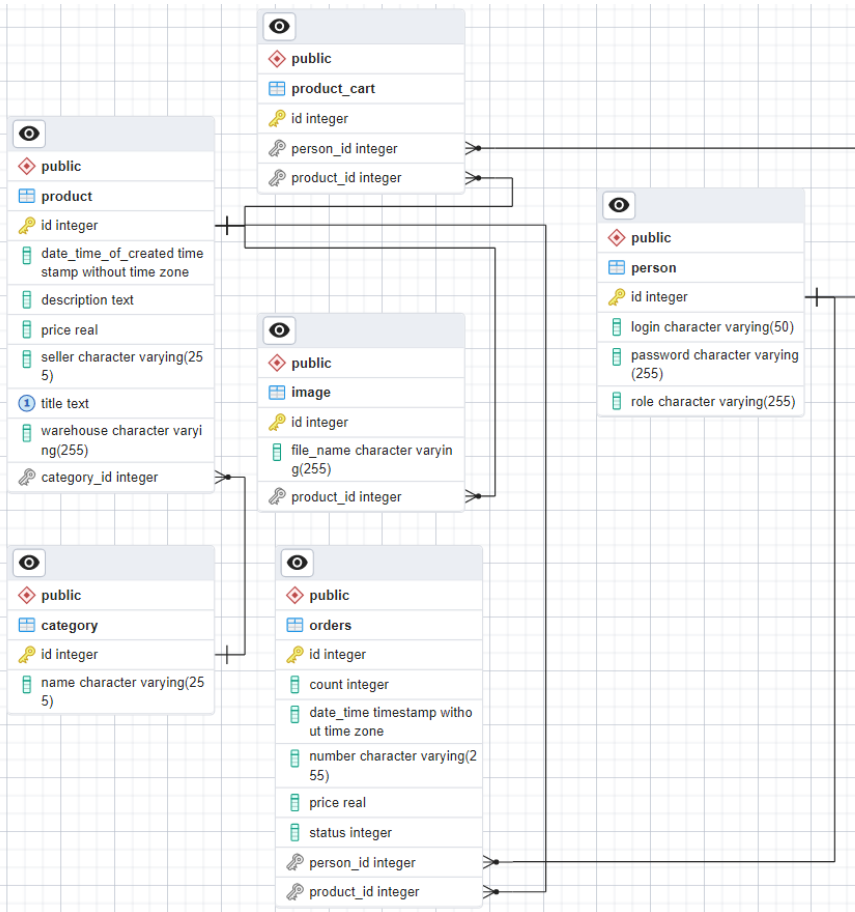 public
product_cart
id integer
person_id integer
product_id integer
public
product
id integer
date_time_of_created time
stamp without time zone
description text
price real
seller character varying(25
5)
1 title text
warehouse character varyi
ng(255)
category_id integer
public
person
id integer
login character varying(50)
password character varying
(255)
role character varying(255)
public
image
id integer
file_name character varyin
g(255)
product_id integer
public
category
id integer
name character varying(25
5)
public
orders
id integer
count integer
date_time timestamp witho
ut time zone
number character varying(2
55)
price real
status integer
person_id integer
product_id integer